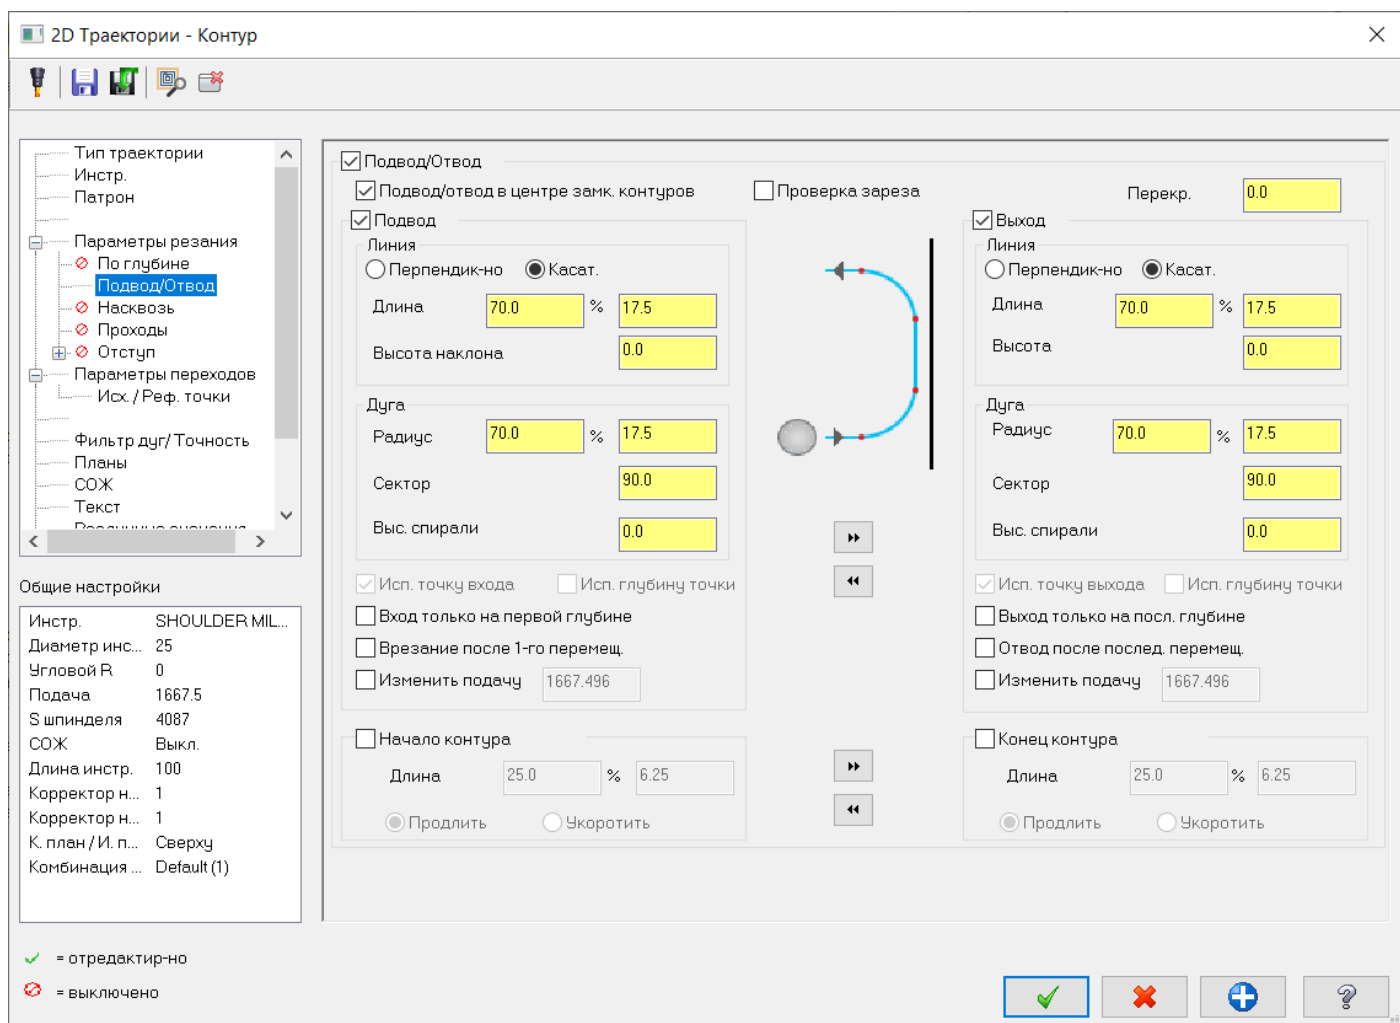 2D Траектории - Контур
Тип траектории
Инстр.
Патрон
Параметры резания
По глубине
Подвод/Отвод
Насквозь
Проходы
Отступ
Параметры переходов
Исх. / Реф. точки
Фильтр дуг/ Точность
Планы
СОЖ
Текст
Общие настройки
Инстр. SHOULDER MIL...
Диаметр инс... 25
Угловой R 0
Подача 1667.5
S шпинделя 4087
СОЖ Выкл.
Длина инстр. 100
Корректор н... 1
Корректор н... 1
К. план / И. п... Сверху
Комбинация ... Default (1)
= отредактир-но
= выключено
Подвод/Отвод
Подвод/отвод в центре замк. контуров
Проверка зареза
Перекр. 0.0
Подвод
Линия
Перпендик-но Касат.
Длина 70.0 % 17.5
Высота наклона 0.0
Дуга
Радиус 70.0 % 17.5
Сектор 90.0
Выс. спирали 0.0
Исп. точку входа Исп. глубину точки
Вход только на первой глубине
Врезание после 1-го перемещ.
Изменить подачу 1667.496
Начало контура
Длина 25.0 % 6.25
Продлить Укоротить
Выход
Линия
Перпендик-но Касат.
Длина 70.0 % 17.5
Высота 0.0
Дуга
Радиус 70.0 % 17.5
Сектор 90.0
Выс. спирали 0.0
Исп. точку выхода Исп. глубину точки
Выход только на посл. глубине
Отвод после послед. перемещ.
Изменить подачу 1667.496
Конец контура
Длина 25.0 % 6.25
Продлить Укоротить